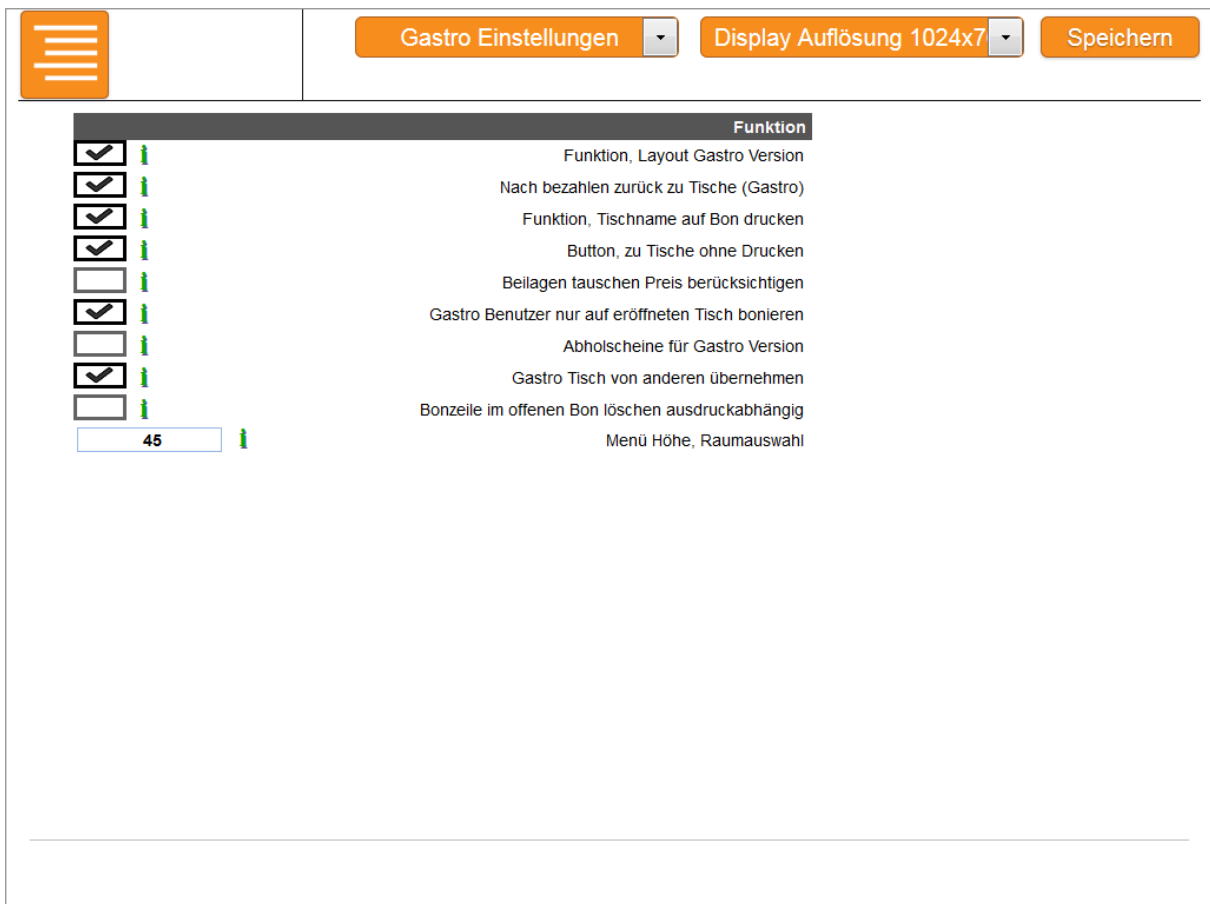 Gastro Einstellungen
Display Auflösung 1024x7
Speichern
Funktion
Funktion, Layout Gastro Version
Nach bezahlen zurück zu Tische (Gastro)
Funktion, Tischname auf Bon drucken
Button, zu Tische ohne Drucken
Beilagen tauschen Preis berücksichtigen
Gastro Benutzer nur auf eröffneten Tisch bonieren
Abholscheine für Gastro Version
Gastro Tisch von anderen übernehmen
Bonzeile im offenen Bon löschen ausdruckabhängig
45 Menü Höhe, Raumauswahl